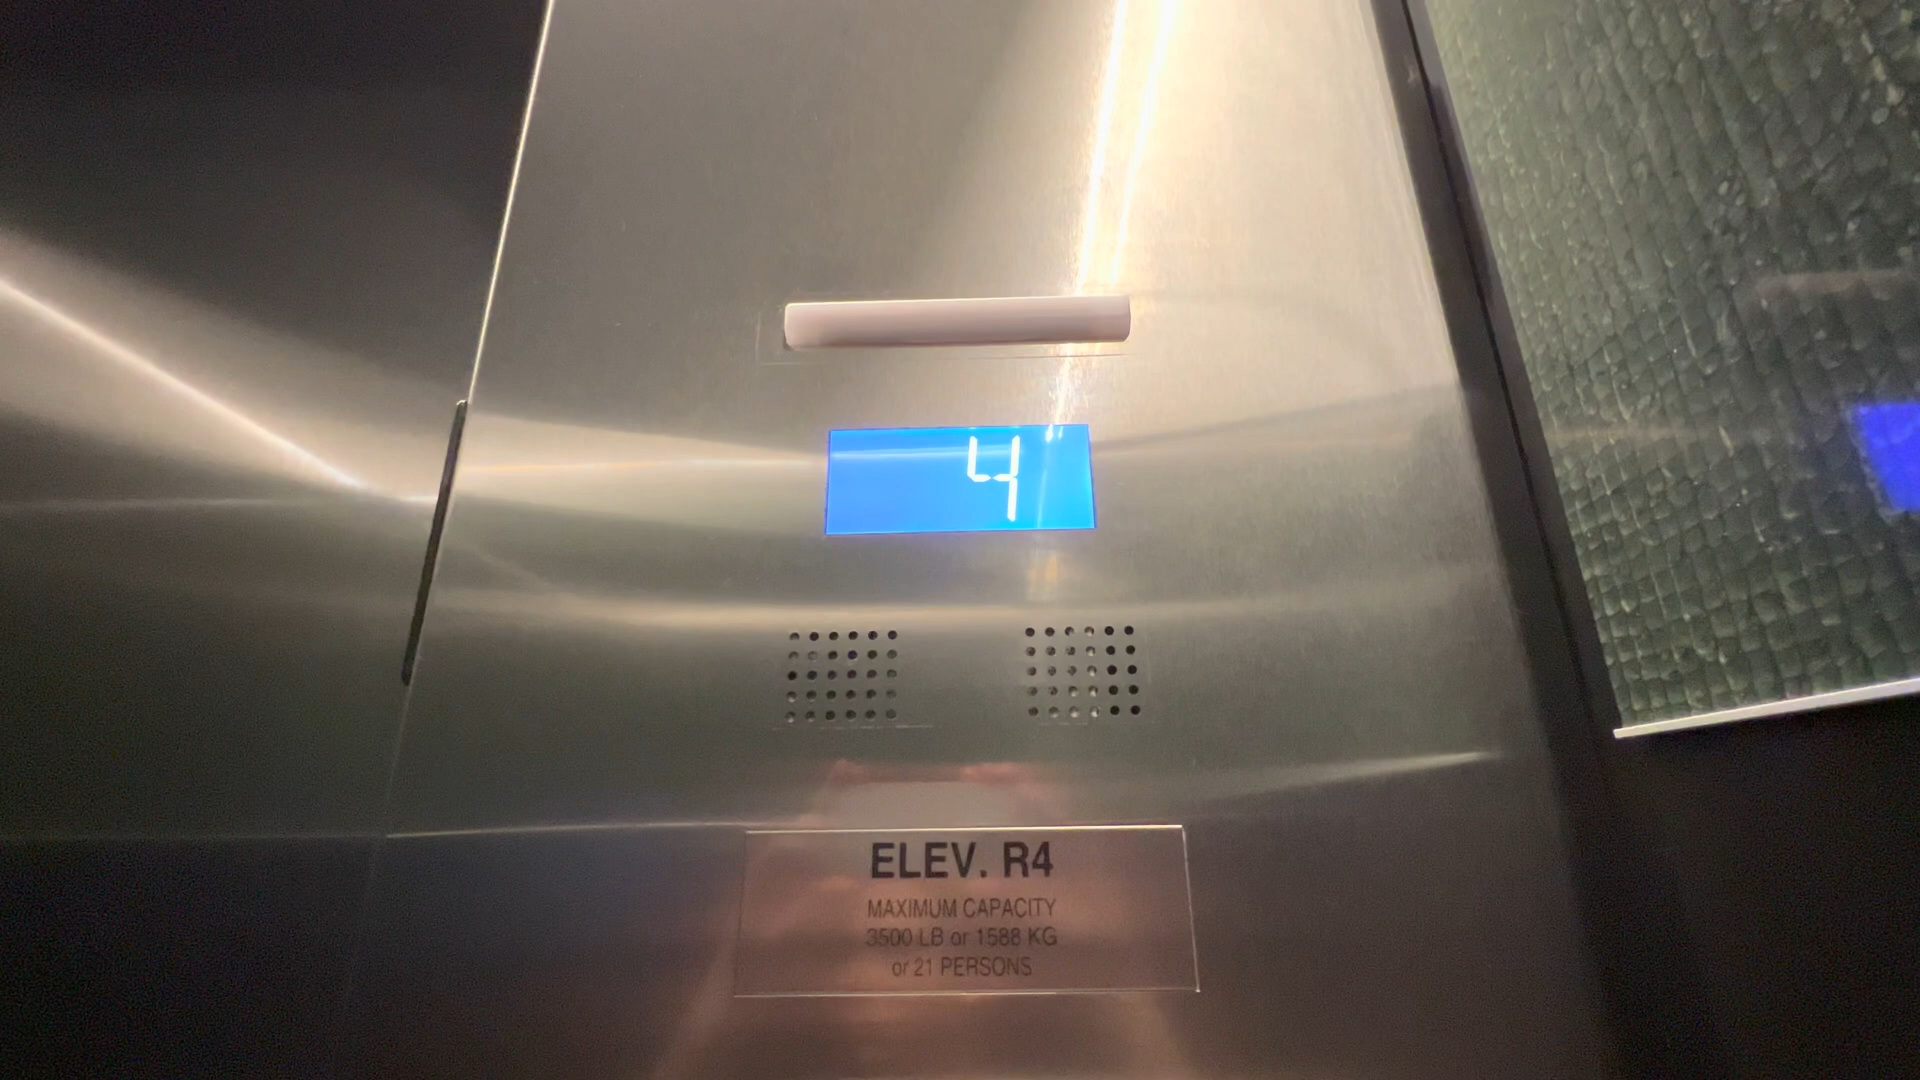 4
ELEV. R4
MAXIMUM CAPACITY
3500 LB or 1588 KG
or 21 PERSONS